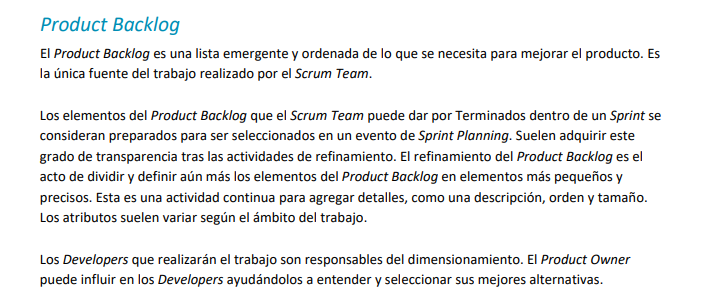 Product Backlog
El Product Backlog es una lista emergente y ordenada de lo que se necesita para mejorar el producto. Es
la única fuente del trabajo realizado por el Scrum Team.
Los elementos del Product Backlog que el Scrum Team puede dar por Terminados dentro de un Sprint se
consideran preparados para ser seleccionados en un evento de Sprint Planning. Suelen adquirir este
grado de transparencia tras las actividades de refinamiento. El refinamiento del Product Backlog es el
acto de dividir y definir aún más los elementos del Product Backlog en elementos más pequeños y
precisos. Esta es una actividad continua para agregar detalles, como una descripción, orden y tamaño.
Los atributos suelen variar según el ámbito del trabajo.
Los Developers que realizarán el trabajo son responsables del dimensionamiento. El Product Owner
puede influir en los Developers ayudándolos a entender y seleccionar sus mejores alternativas.